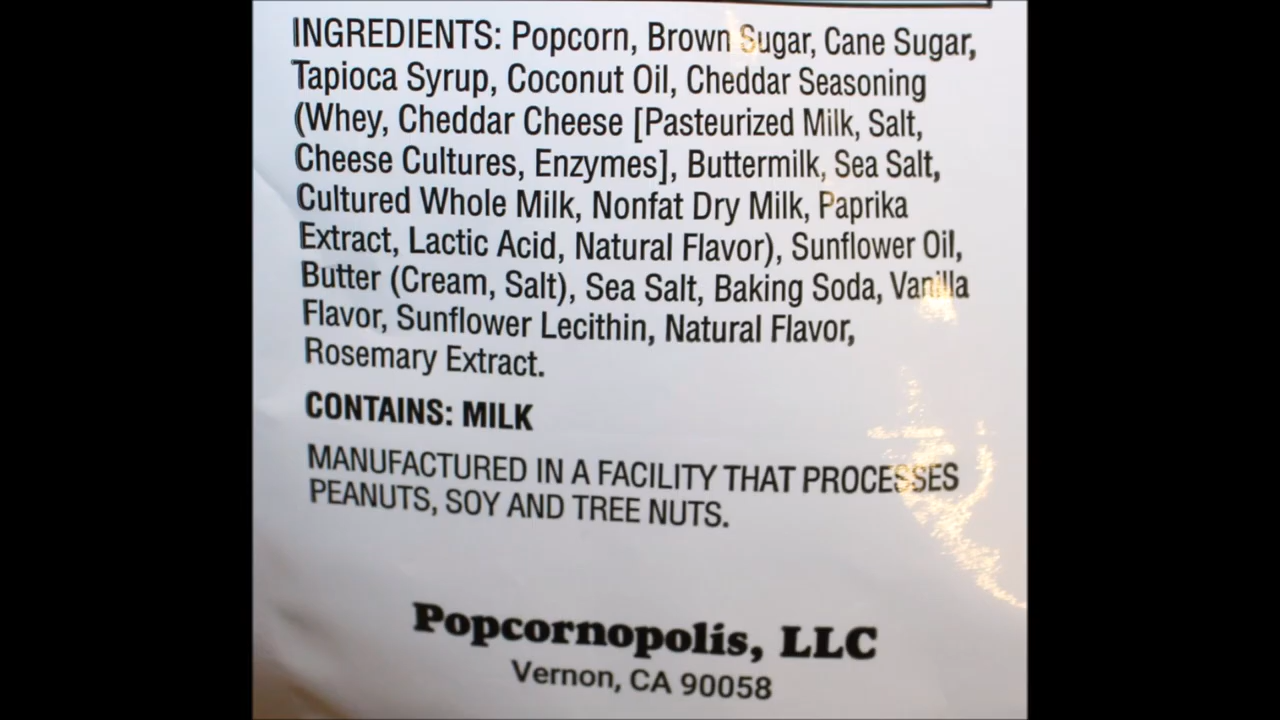 INGREDIENTS: Popcorn, Brown Sugar, Cane Sugar,
Tapioca Syrup, Coconut Oil, Cheddar Seasoning
(Whey, Cheddar Cheese [Pasteurized Milk, Salt,
Cheese Cultures, Enzymes], Buttermilk, Sea Salt,
Cultured Whole Milk, Nonfat Dry Milk, Paprika
Extract, Lactic Acid, Natural Flavor), Sunflower Oil,
Butter (Cream, Salt), Sea Salt, Baking Soda, Vanilla
Flavor, Sunflower Lecithin, Natural Flavor,
Rosemary Extract.
CONTAINS: MILK
MANUFACTURED IN A FACILITY THAT PROCESSES
PEANUTS, SOY AND TREE NUTS.
Popcornopolis, LLC
Vernon, CA 90058